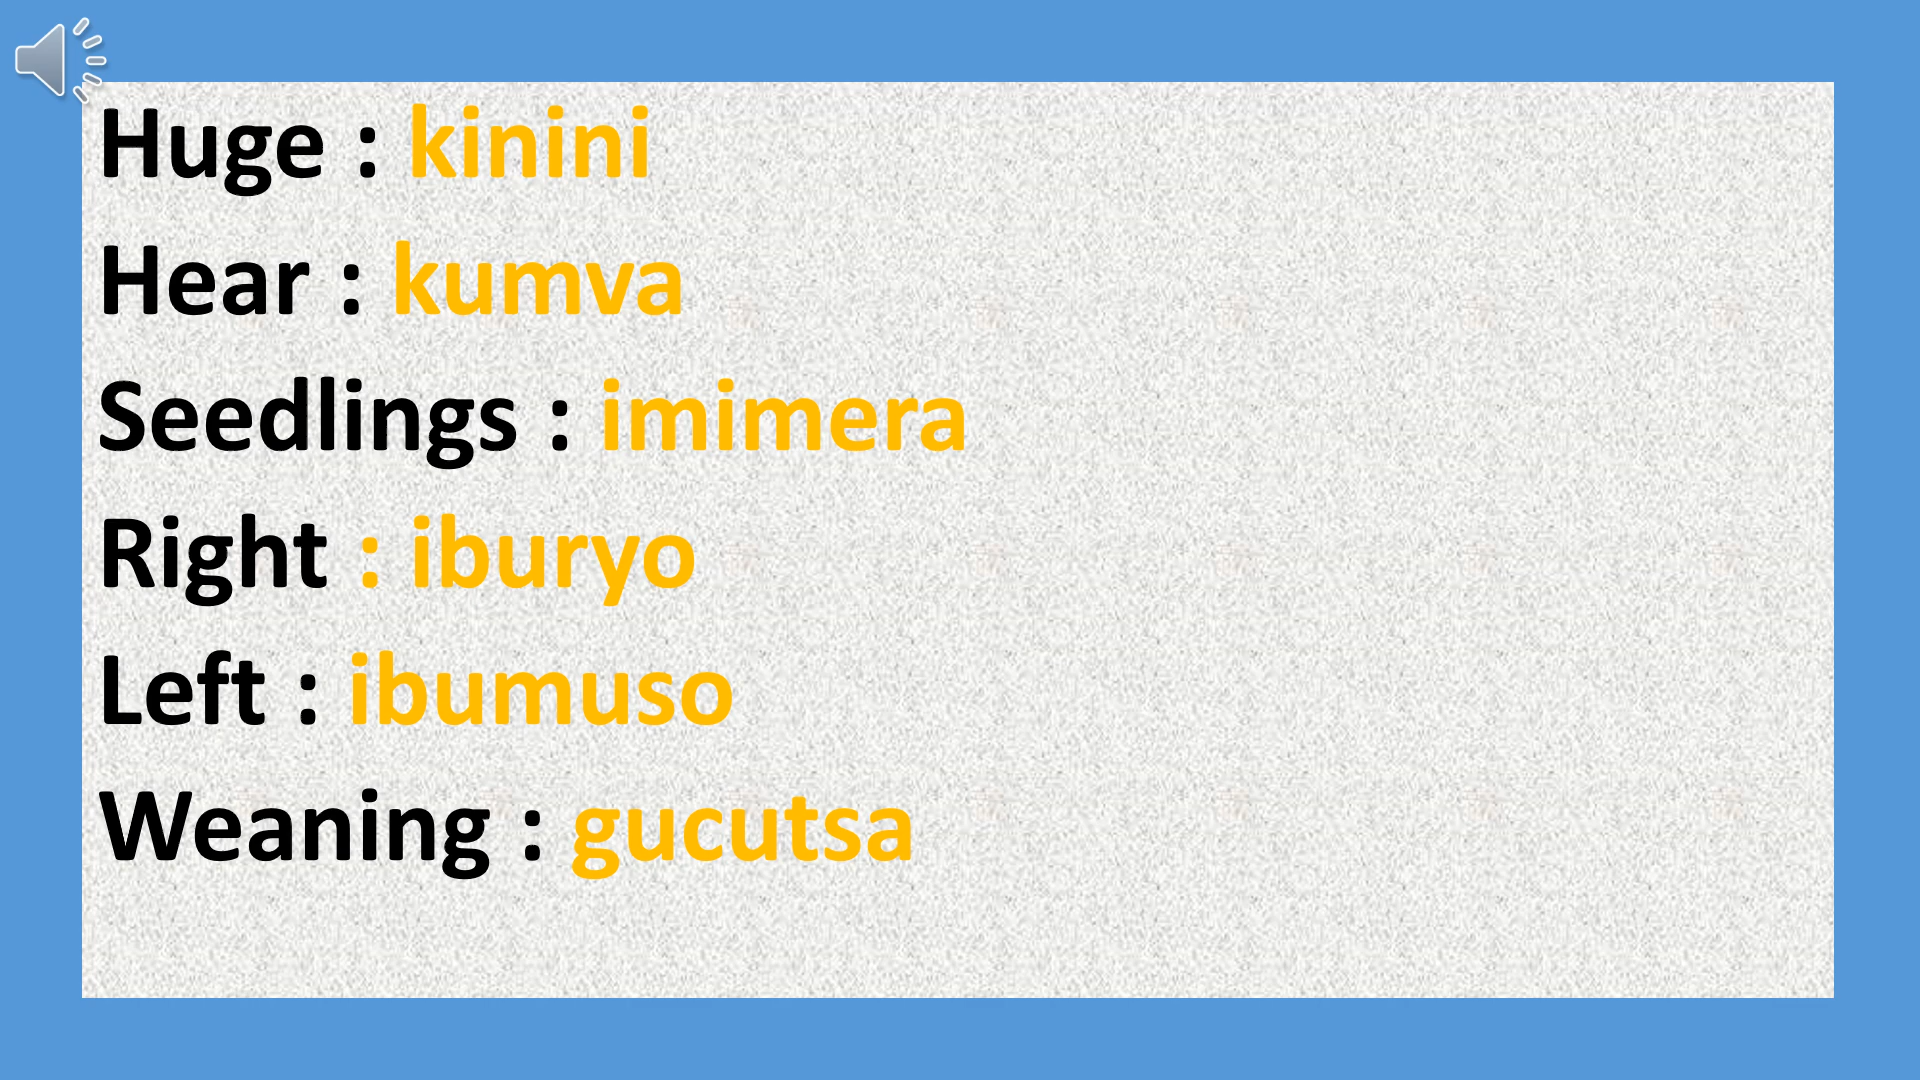 Huge : kinini
Hear : kumva
Seedlings : imimera
Right : iburyo
Left : ibumuso
Weaning : gucutsa